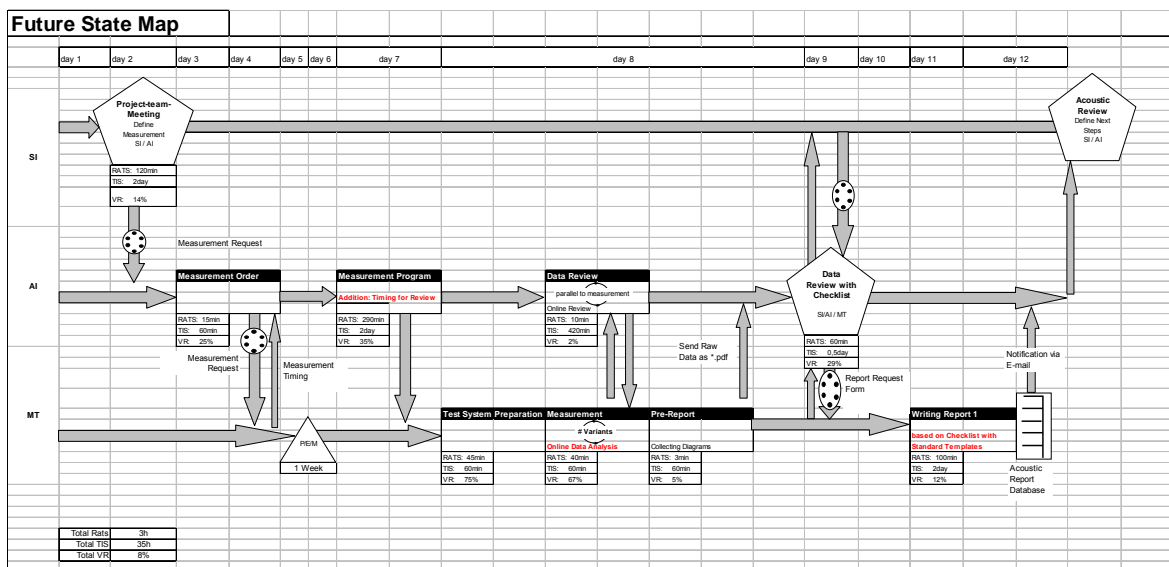 Future State Map
day 1
day 2
day 3
day 4
day 5
day 6
day 7
day 8
day 9
day 10
day 11
day 12
SI
Project-team-
Meeting
Define
Measurement
SI / AI
RATS: 120min
TIS: 2day
VR: 14%
Acoustic
Review
Define Next
Steps
SI / AI
Measurement Request
AI
Measurement Order
RATS: 15min
TIS: 60min
VR: 25%
Measurement Program
Addition: Timing for Review
RATS: 290min
TIS: 2day
VR: 35%
Data Review
parallel to measurement
Online Review
RATS: 10min
TIS: 420min
VR: 2%
Data
Review with
Checklist
SI/AI / MT
RATS: 60min
TIS: 0,5day
VR: 29%
Measurement
Request
Measurement
Timing
Send Raw
Data as *.pdf
Report Request
Form
Notification via
E-mail
MT
P/E/M
1 Week
Test System Preparation
RATS: 45min
TIS: 60min
VR: 75%
Measurement
# Variants
Online Data Analysis
RATS: 40min
TIS: 60min
VR: 67%
Pre-Report
Collecting Diagrams
RATS: 3min
TIS: 60min
VR: 5%
Writing Report 1
based on Checklist with
Standard Templates
RATS: 100min
TIS: 2day
VR: 12%
Acoustic
Report
Database
Total Rats 3h
Total TIS 35h
Total VR 8%